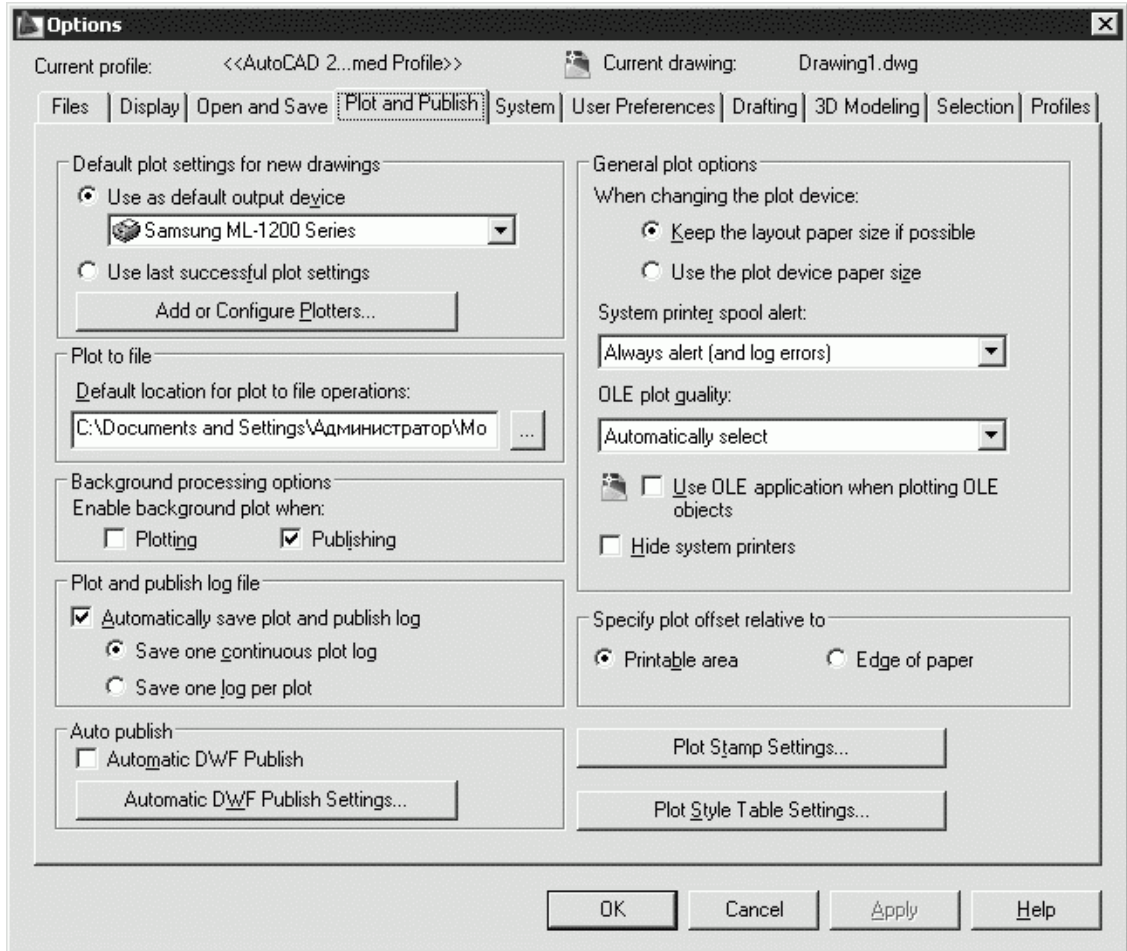 Options
Current profile: <<AutoCAD 2...med Profile>> Current drawing: Drawing1.dwg
Files Display Open and Save Plot and Publish System User Preferences Drafting 3D Modeling Selection Profiles
Default plot settings for new drawings
Use as default output device
Samsung ML-1200 Series
Use last successful plot settings
Add or Configure Plotters...
Plot to file
Default location for plot to file operations:
C:\Documents and Settings\Администратор\Мо
...
Background processing options
Enable background plot when:
Plotting Publishing
Plot and publish log file
Automatically save plot and publish log
Save one continuous plot log
Save one log per plot
Auto publish
Automatic DWF Publish
Automatic DWF Publish Settings...
General plot options
When changing the plot device:
Keep the layout paper size if possible
Use the plot device paper size
System printer spool alert:
Always alert (and log errors)
OLE plot quality:
Automatically select
Use OLE application when plotting OLE
objects
Hide system printers
Specify plot offset relative to
Printable area Edge of paper
Plot Stamp Settings...
Plot Style Table Settings...
OK Cancel Apply Help